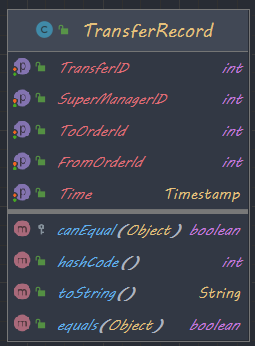 C TransferRecord
p TransferID int
p SuperManagerID int
p ToOrderId int
p FromOrderId int
p Time Timestamp
m canEqual(Object) boolean
m hashCode() int
m toString() String
m equals(Object) boolean